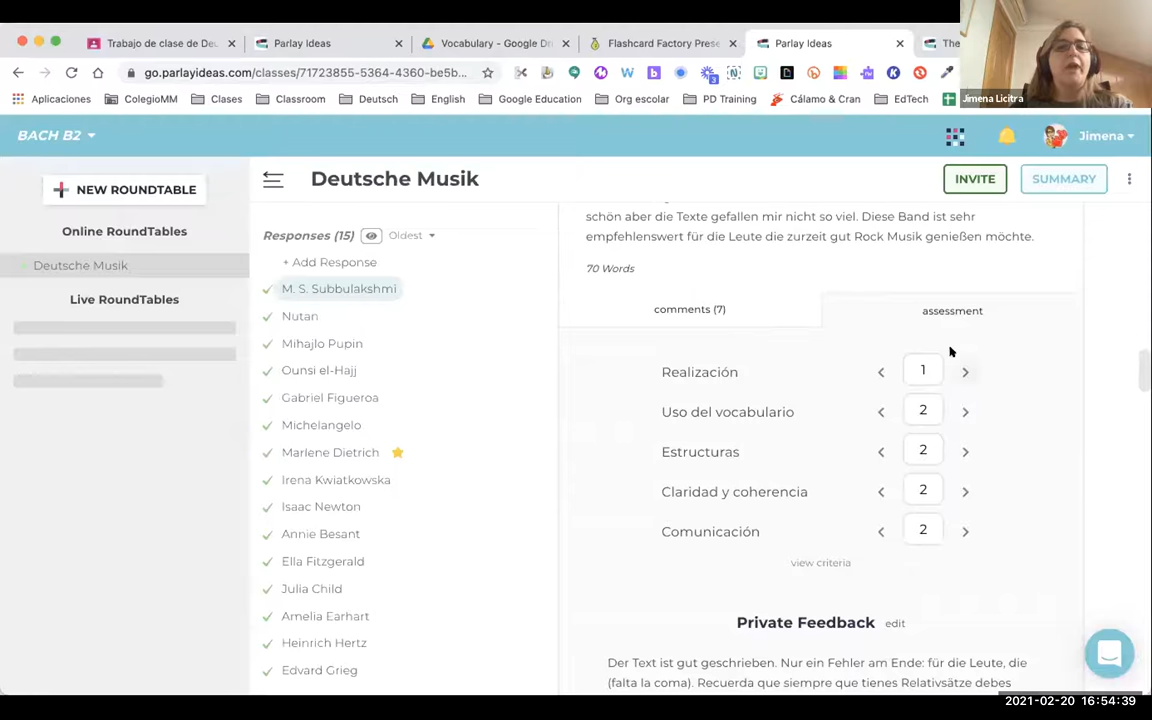 Trabajo de clase de De
Parlay Ideas
Vocabulary - Google Dr
Flashcard Factory Prese
Parlay Ideas
The
go.parlayideas.com/classes/71723855-5364-4360-be5b...
Aplicaciones
ColegioMM
Clases
Classroom
Deutsch
English
Google Education
Org escolar
PD Training
Cálamo & Cran
EdTech
Jimena Licitra
BACH B2
Jimena
NEW ROUNDTABLE
Deutsche Musik
INVITE
SUMMARY
Online RoundTables
Deutsche Musik
Live RoundTables
Responses (15)
Oldest
+ Add Response
M. S. Subbulakshmi
Nutan
Mihajlo Pupin
Ounsi el-Hajj
Gabriel Figueroa
Michelangelo
Marlene Dietrich
Irena Kwiatkowska
Isaac Newton
Annie Besant
Ella Fitzgerald
Julia Child
Amelia Earhart
Heinrich Hertz
Edvard Grieg
schön aber die Texte gefallen mir nicht so viel. Diese Band ist sehr
empfehlenswert für die Leute die zurzeit gut Rock Musik genießen möchte.
70 Words
comments (7)
assessment
Realización
1
Uso del vocabulario
2
Estructuras
2
Claridad y coherencia
2
Comunicación
2
view criteria
Private Feedback edit
Der Text ist gut geschrieben. Nur ein Fehler am Ende: für die Leute, die
(falta la coma). Recuerda que siempre que tienes Relativsätze debes
2021-02-20 16:54:39